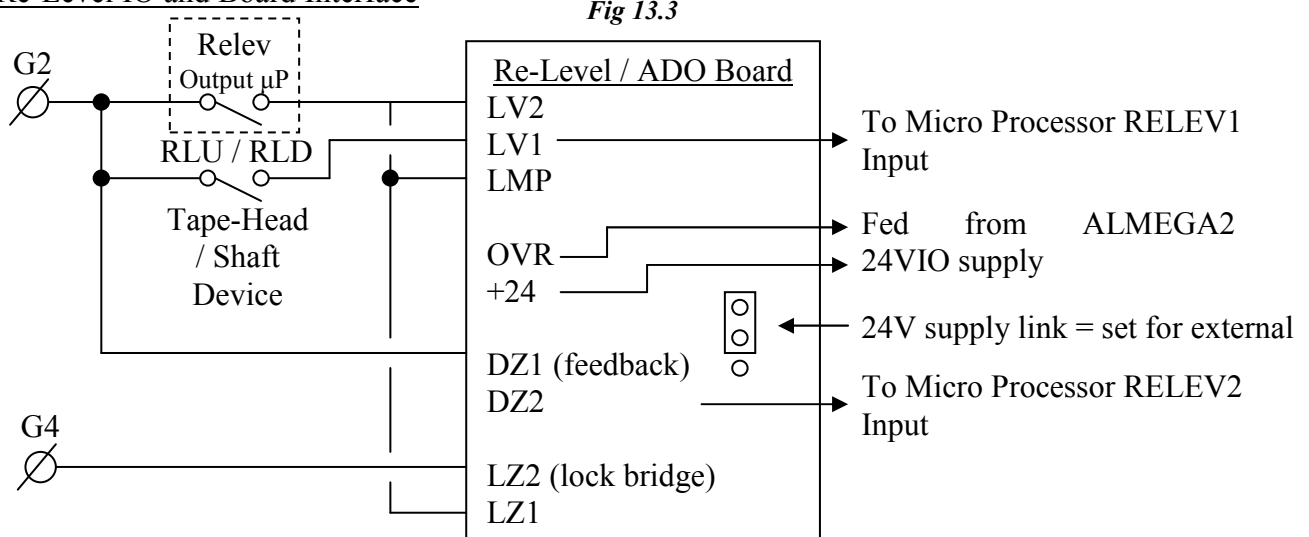 Re-Level IO and Board Interface
Fig 13.3
G2
Relev
Output µP
RLU / RLD
Tape-Head
/ Shaft
Device
G4
Re-Level / ADO Board
LV2
LV1
LMP
OVR
+24
DZ1 (feedback)
DZ2
LZ2 (lock bridge)
LZ1
To Micro Processor RELEV1
Input
Fed from ALMEGA2
24VIO supply
24V supply link = set for external
To Micro Processor RELEV2
Input